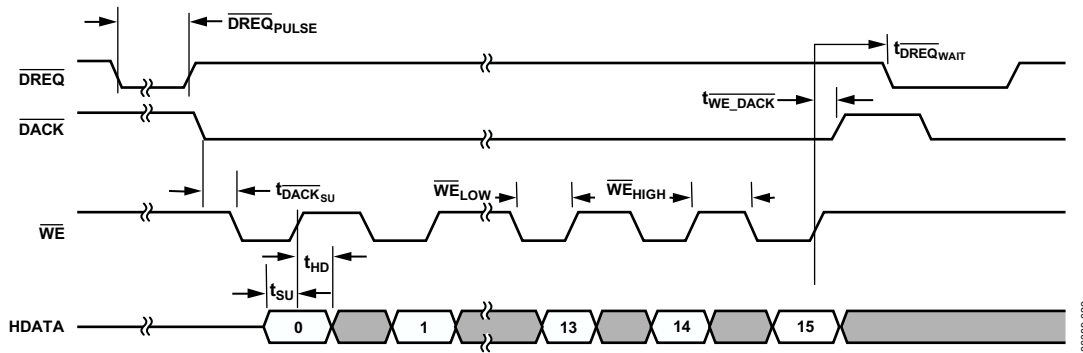 DREQPULSE
DREQ
tDREQWAIT
tWE_DACK
DACK
tDACKSU
WELOW
WEHIGH
WE
tHD
tSU
HDATA
0 1 13 14 15